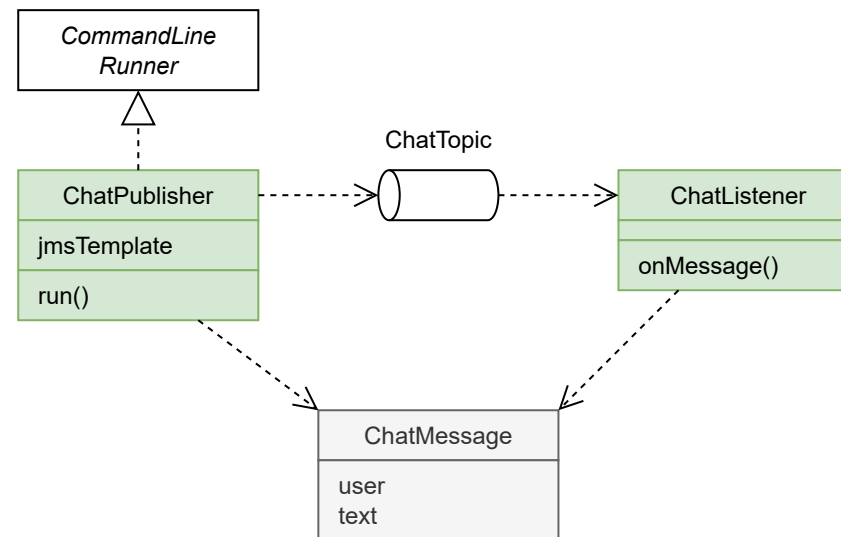 CommandLine
Runner
ChatTopic
ChatPublisher
jmsTemplate
run()
ChatListener
onMessage()
ChatMessage
user
text